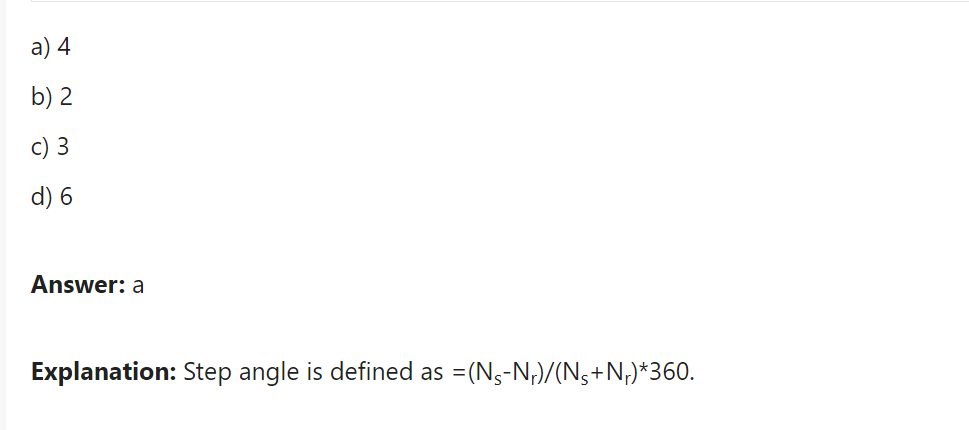 a) 4
b) 2
c) 3
d) 6
Answer: a
Explanation: Step angle is defined as =(Ns-Nr)/(Ns+Nr)*360.